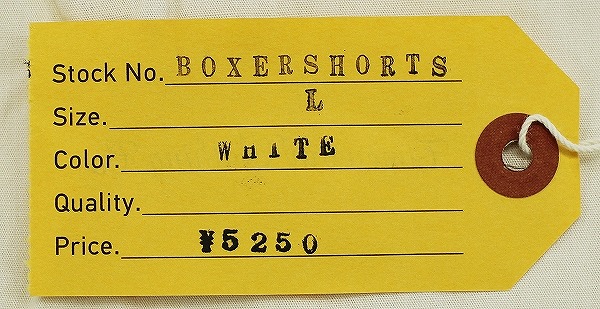 Stock No. BOXERSHORTS
Size. L
Color. WHITE
Quality.
Price. ¥5250